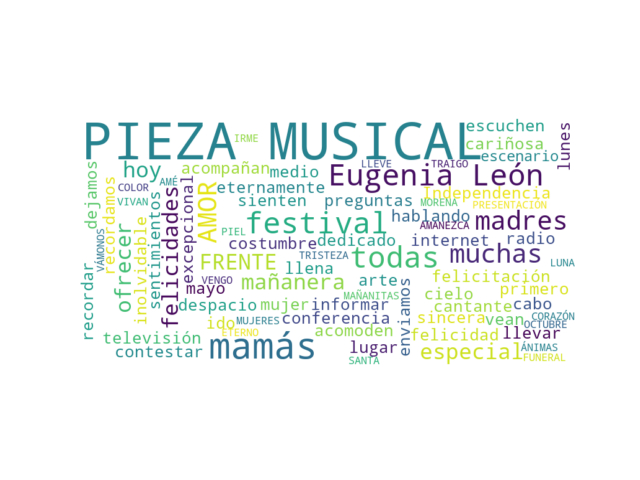 PIEZA MUSICAL
escuchen
IRME
cariñosa
escenario
lunes
dejamos
hoy
acompañan
medio
LLEVE
TRAIGO
Eugenia León
recordamos
COLOR
AMÉ
eternamente
independencia
VIVAN
sentimientos
felicidades
excepcional
AMOR
sienten
preguntas
MORENA
PRESENTACIÓN
hablando
madres
festival
AMANEZCA
ofrecer
inolvidable
PIEL
costumbre
dedicado
internet
radio
VÁMONOS
FRENTE
TRISTEZA
todas
muchas
LUNA
recordar
llena
VENGO
mañanera
arte
felicitación
mayo
MAÑANITAS
cielo
primero
despacio
mujer
informar
enviamos
cantante
cabo
ido
MUJERES
conferencia
sincera
vean
CORAZÓN
OCTUBRE
ETERNO
acomoden
felicidad
llevar
televisión
mamás
contestar
lugar
especial
ÁNIMAS
SANTA
FUNERAL